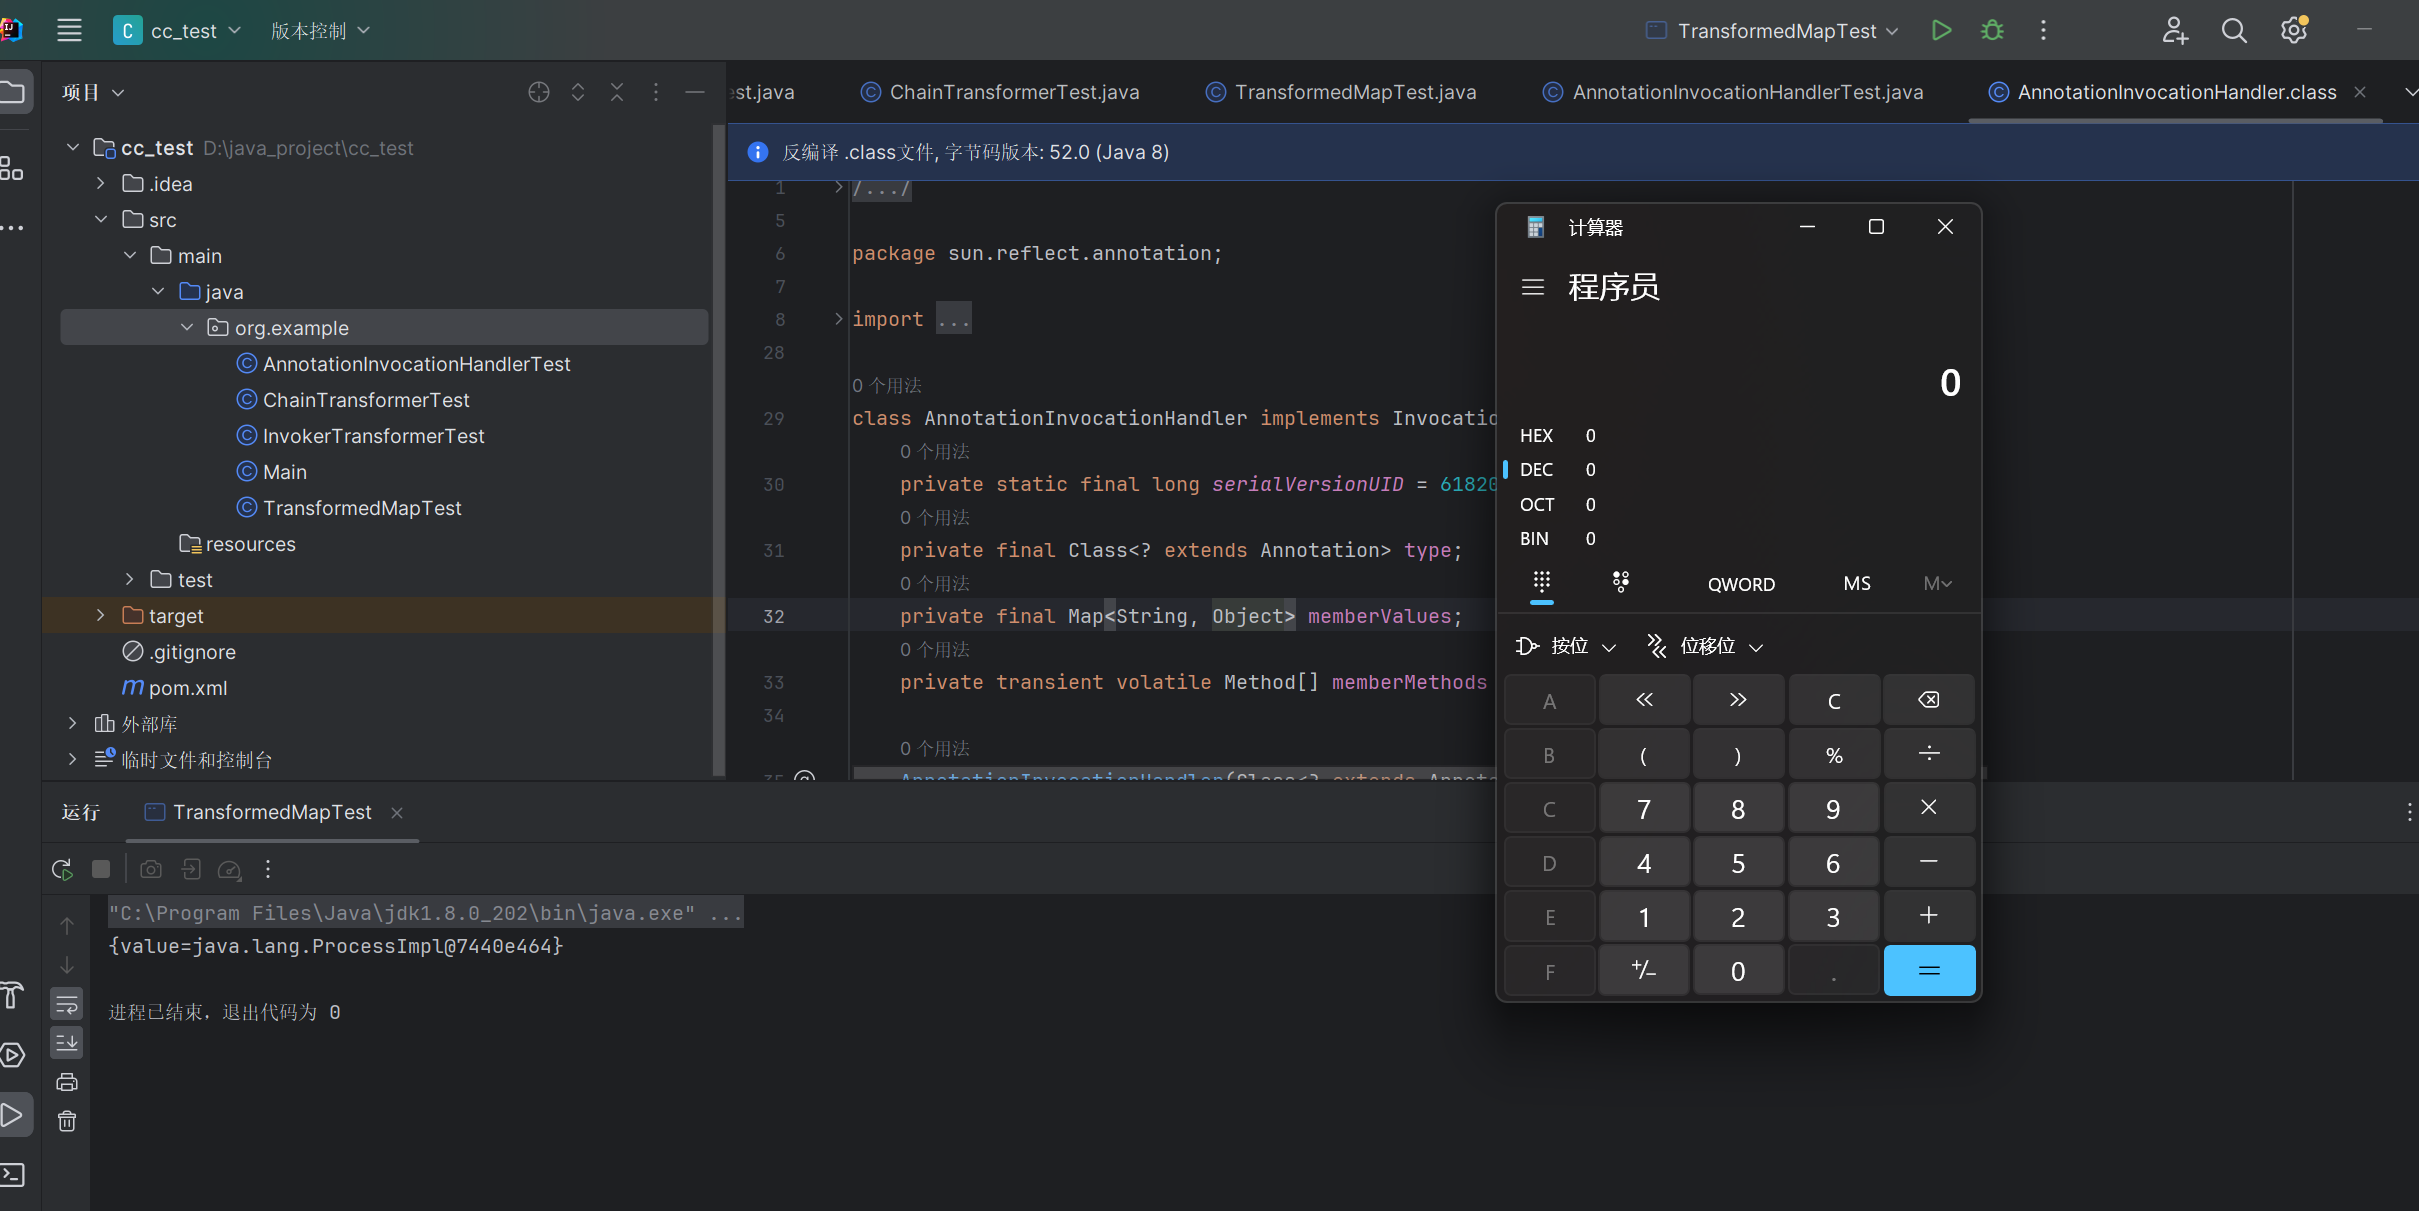 C cc_test 版本控制 TransformedMapTest
项目
st.java ChainTransformerTest.java TransformedMapTest.java AnnotationInvocationHandlerTest.java AnnotationInvocationHandler.class
cc_test D:\java_project\cc_test
.idea
src
main
java
org.example
AnnotationInvocationHandlerTest
ChainTransformerTest
InvokerTransformerTest
Main
TransformedMapTest
resources
test
target
.gitignore
pom.xml
外部库
临时文件和控制台
反编译 .class文件, 字节码版本: 52.0 (Java 8)
1 /.../
5
6 package sun.reflect.annotation;
7
8 import ...
28
0 个用法
29 class AnnotationInvocationHandler implements Invocatio
0 个用法
30 private static final long serialVersionUID = 61820
0 个用法
31 private final Class<? extends Annotation> type;
0 个用法
32 private final Map<String, Object> memberValues;
0 个用法
33 private transient volatile Method[] memberMethods
34
0 个用法
35 AnnotationInvocationHandler(Class<? extends Annot
计算器
程序员
0
HEX 0
DEC 0
OCT 0
BIN 0
QWORD MS M
按位 位移位
A « » C
B ( ) % ÷
C 7 8 9 ×
D 4 5 6 −
E 1 2 3 +
F +/− 0 . =
运行 TransformedMapTest
"C:\Program Files\Java\jdk1.8.0_202\bin\java.exe" ...
{value=java.lang.ProcessImpl@7440e464}
进程已结束，退出代码为 0